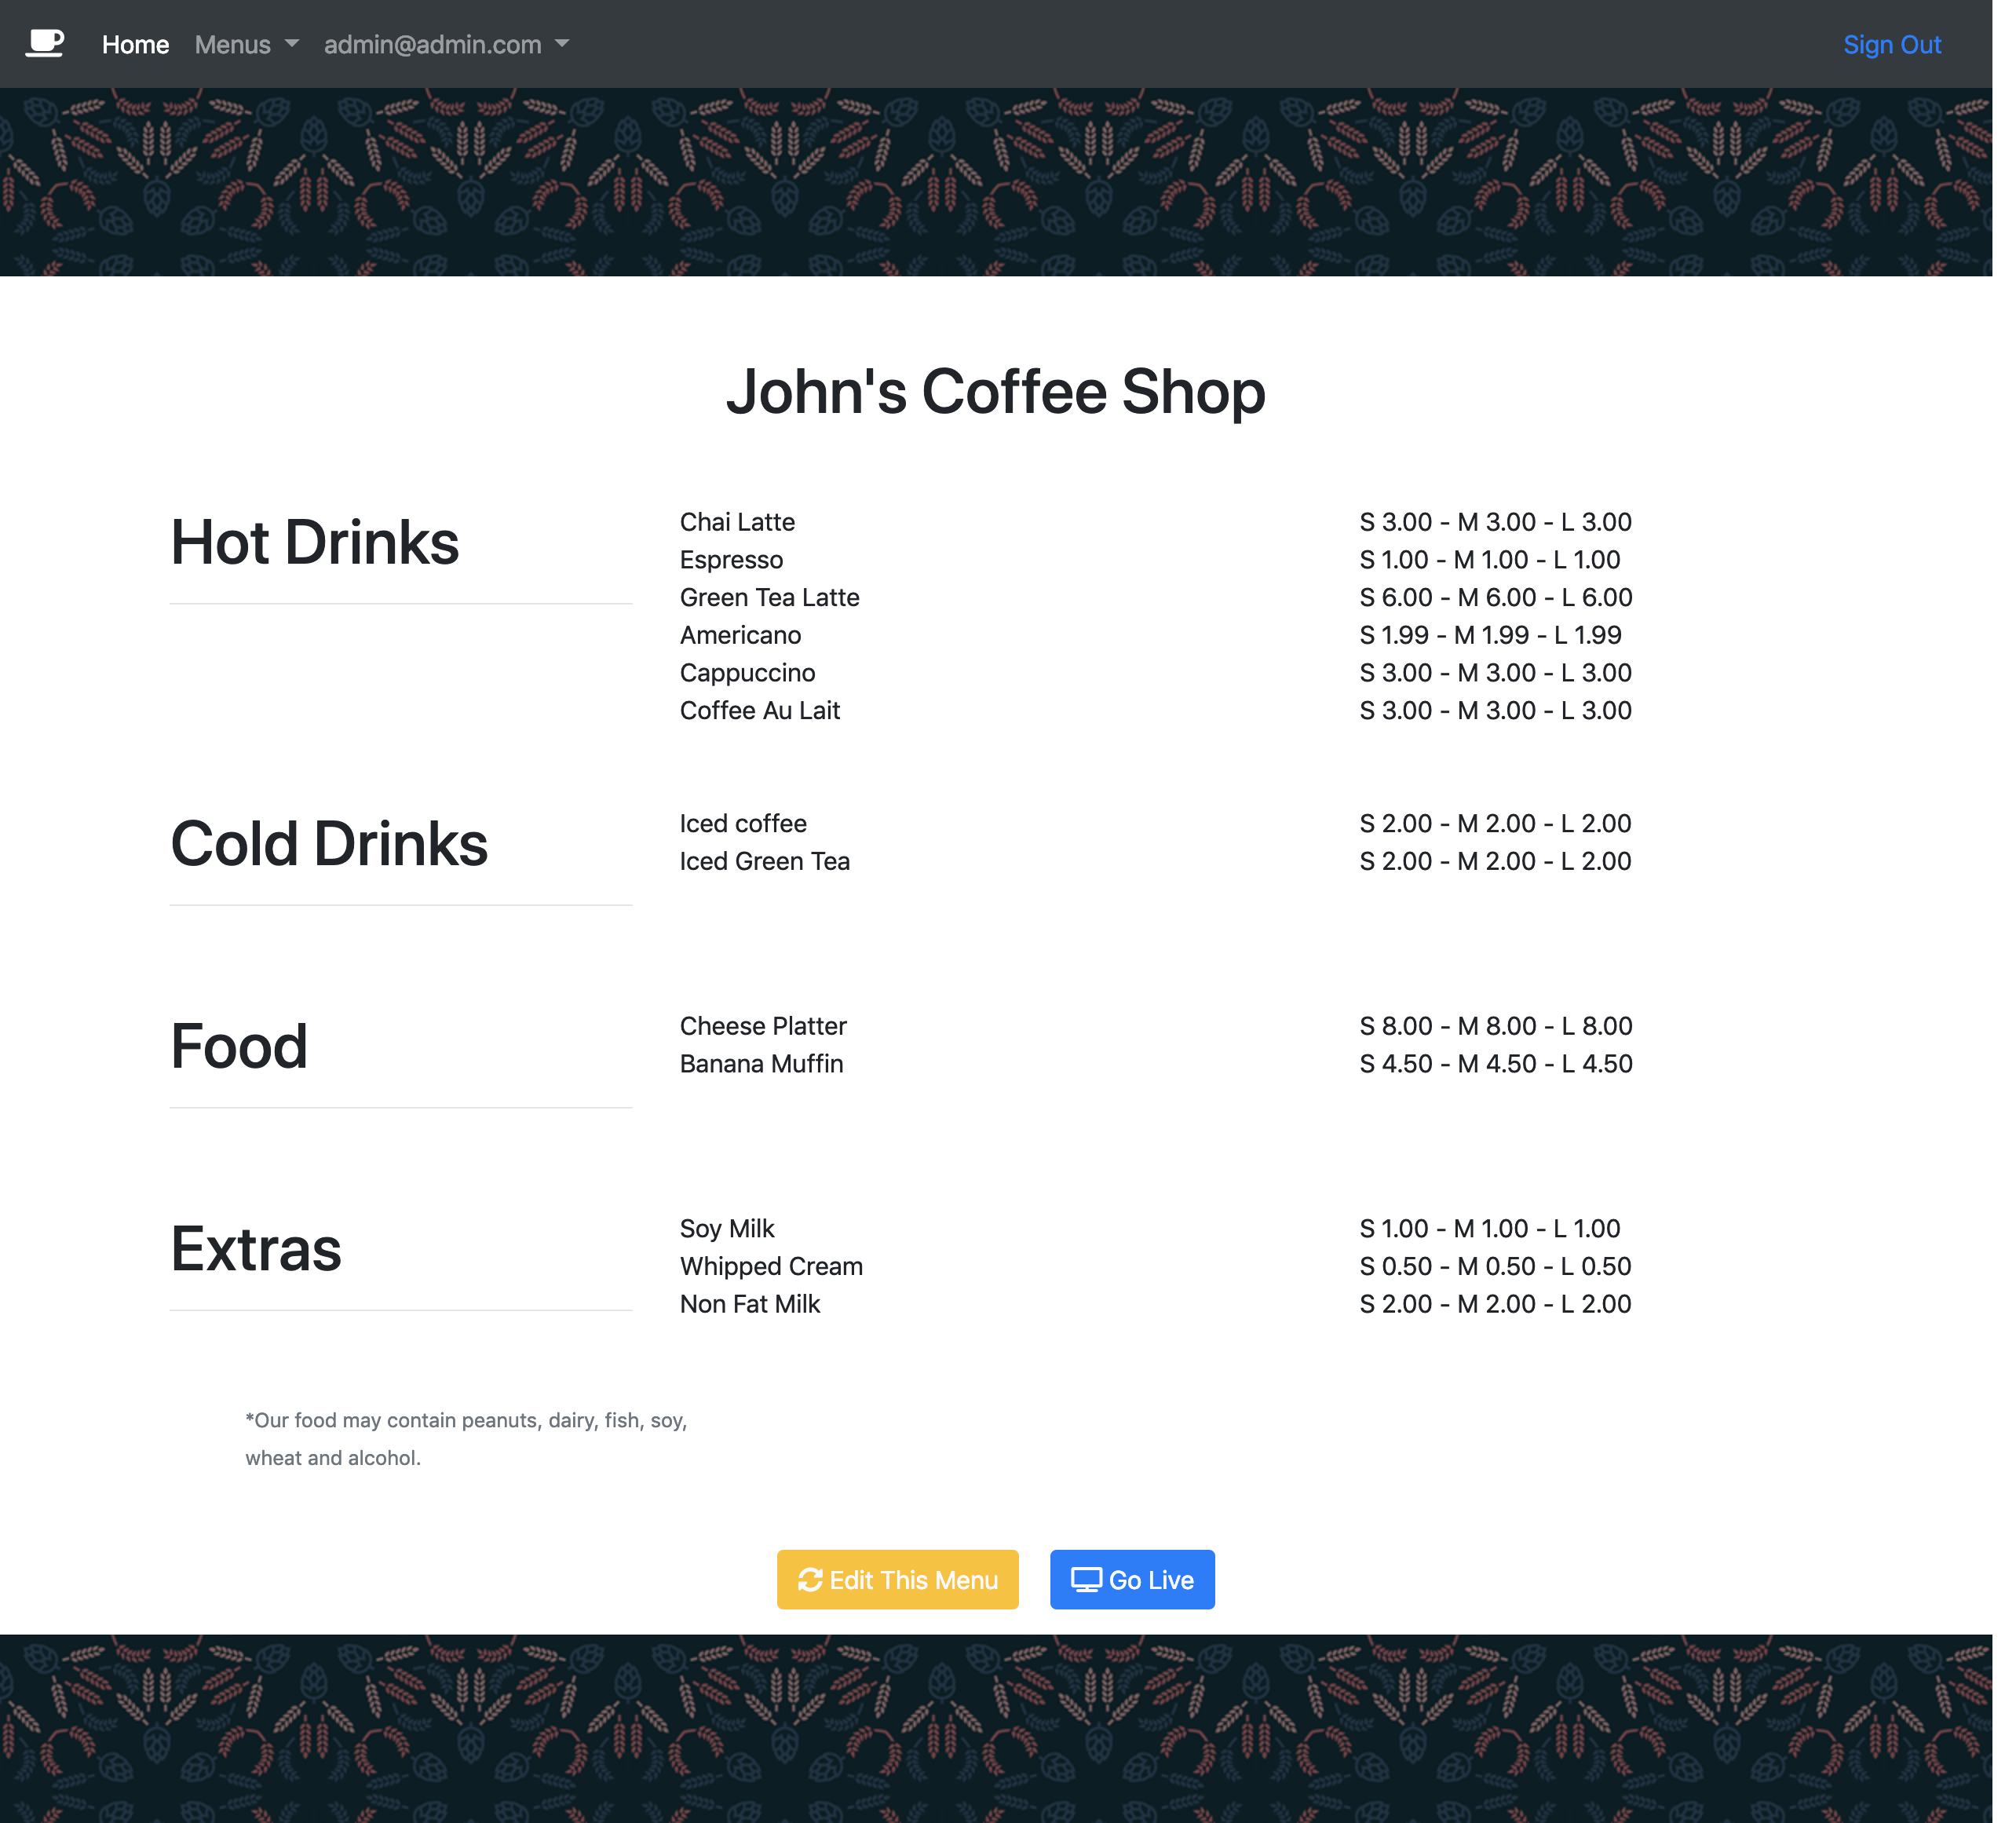 Home Menus admin@admin.com Sign Out
John's Coffee Shop
Hot Drinks
Chai Latte S 3.00 - M 3.00 - L 3.00
Espresso S 1.00 - M 1.00 - L 1.00
Green Tea Latte S 6.00 - M 6.00 - L 6.00
Americano S 1.99 - M 1.99 - L 1.99
Cappuccino S 3.00 - M 3.00 - L 3.00
Coffee Au Lait S 3.00 - M 3.00 - L 3.00
Cold Drinks
Iced coffee S 2.00 - M 2.00 - L 2.00
Iced Green Tea S 2.00 - M 2.00 - L 2.00
Food
Cheese Platter S 8.00 - M 8.00 - L 8.00
Banana Muffin S 4.50 - M 4.50 - L 4.50
Extras
Soy Milk S 1.00 - M 1.00 - L 1.00
Whipped Cream S 0.50 - M 0.50 - L 0.50
Non Fat Milk S 2.00 - M 2.00 - L 2.00
*Our food may contain peanuts, dairy, fish, soy,
wheat and alcohol.
Edit This Menu Go Live